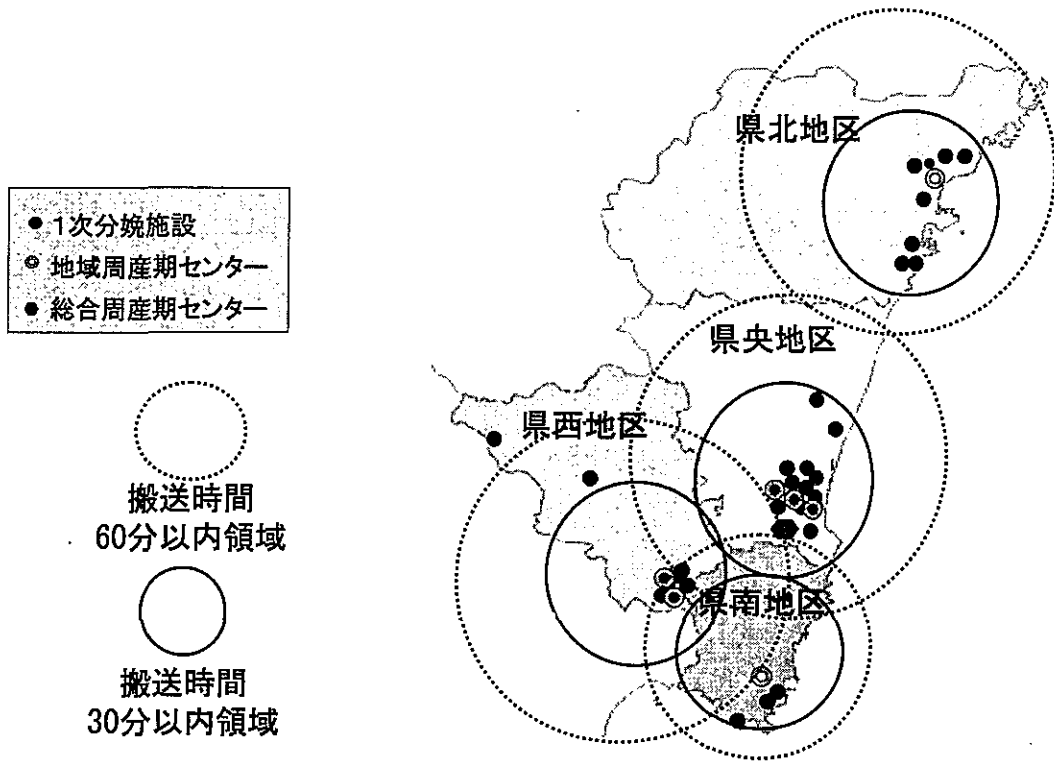 県北地区
1次分娩施設
地域周産期センター
総合周産期センター
県央地区
県西地区
搬送時間
60分以内領域
県南地区
搬送時間
30分以内領域